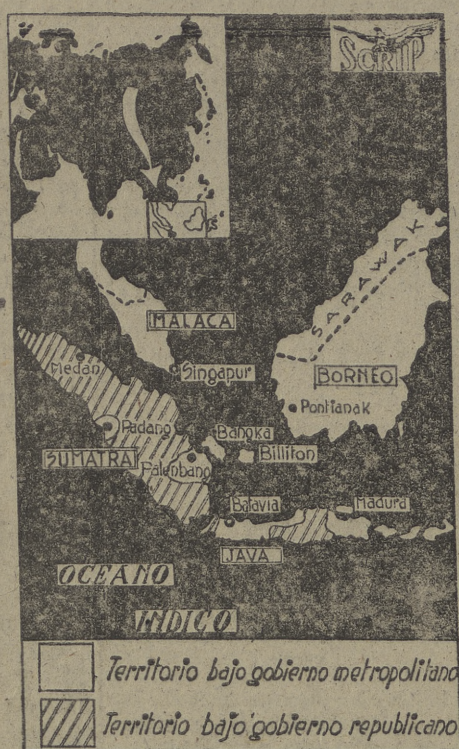 SCRIP
SARAWAK
MALACA
Medan
Singapur
BORNEO
Pontianak
Padang
Bangka
SUMATRA
Billiton
Palenbang
Batavia
Madura
JAVA
OCEANO
INDICO
Territorio bajo gobierno metropolitano
Territorio bajo gobierno republicano